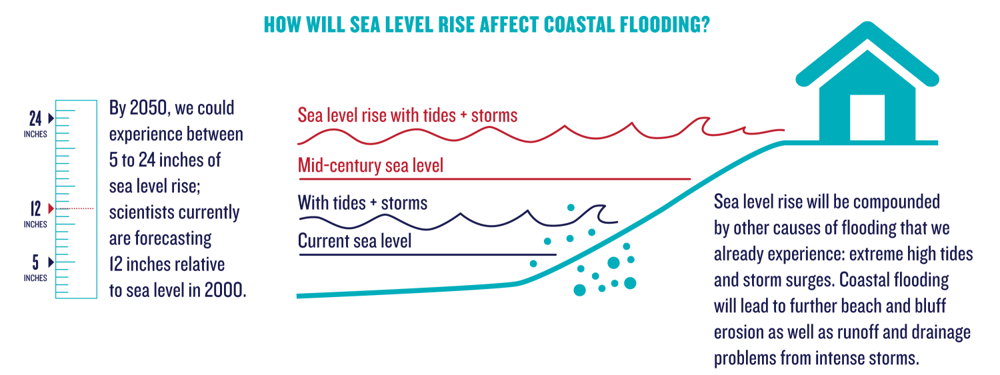 HOW WILL SEA LEVEL RISE AFFECT COASTAL FLOODING?
24
INCHES
12
INCHES
5
INCHES
By 2050, we could
experience between
5 to 24 inches of
sea level rise;
scientists currently
are forecasting
12 inches relative
to sea level in 2000.
Sea level rise with tides + storms
Mid-century sea level
With tides + storms
Current sea level
Sea level rise will be compounded
by other causes of flooding that we
already experience: extreme high tides
and storm surges. Coastal flooding
will lead to further beach and bluff
erosion as well as runoff and drainage
problems from intense storms.